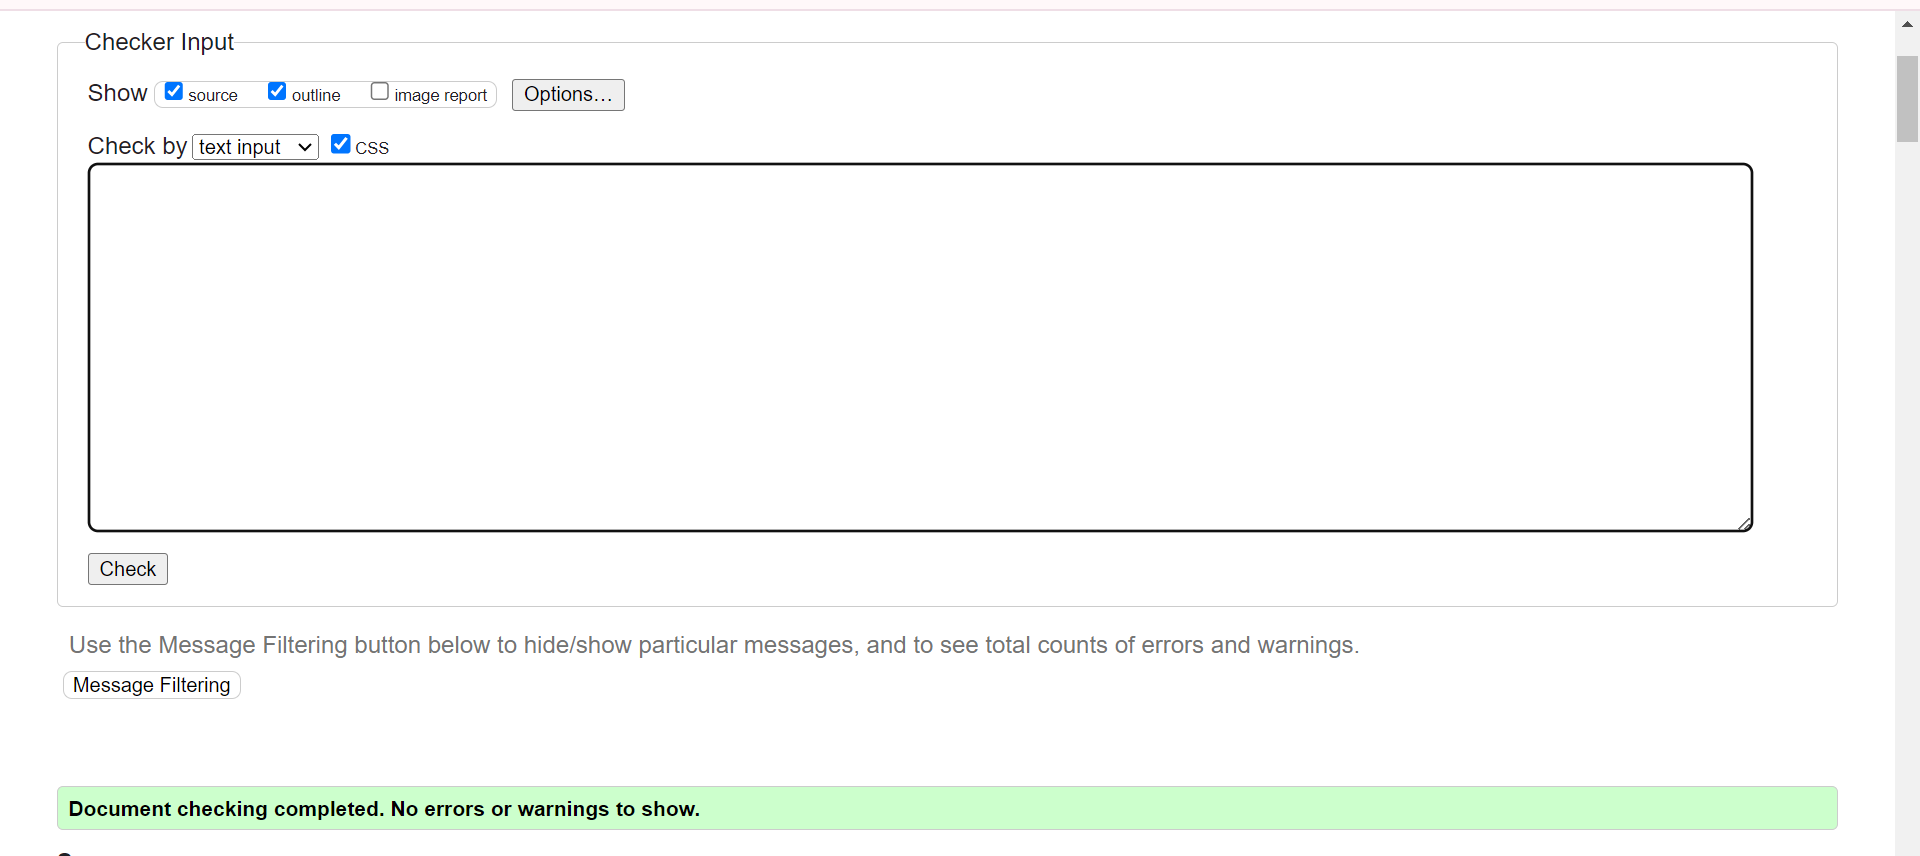 Checker Input
Show source outline image report Options...
Check by text input CSS
Check
Use the Message Filtering button below to hide/show particular messages, and to see total counts of errors and warnings.
Message Filtering
Document checking completed. No errors or warnings to show.